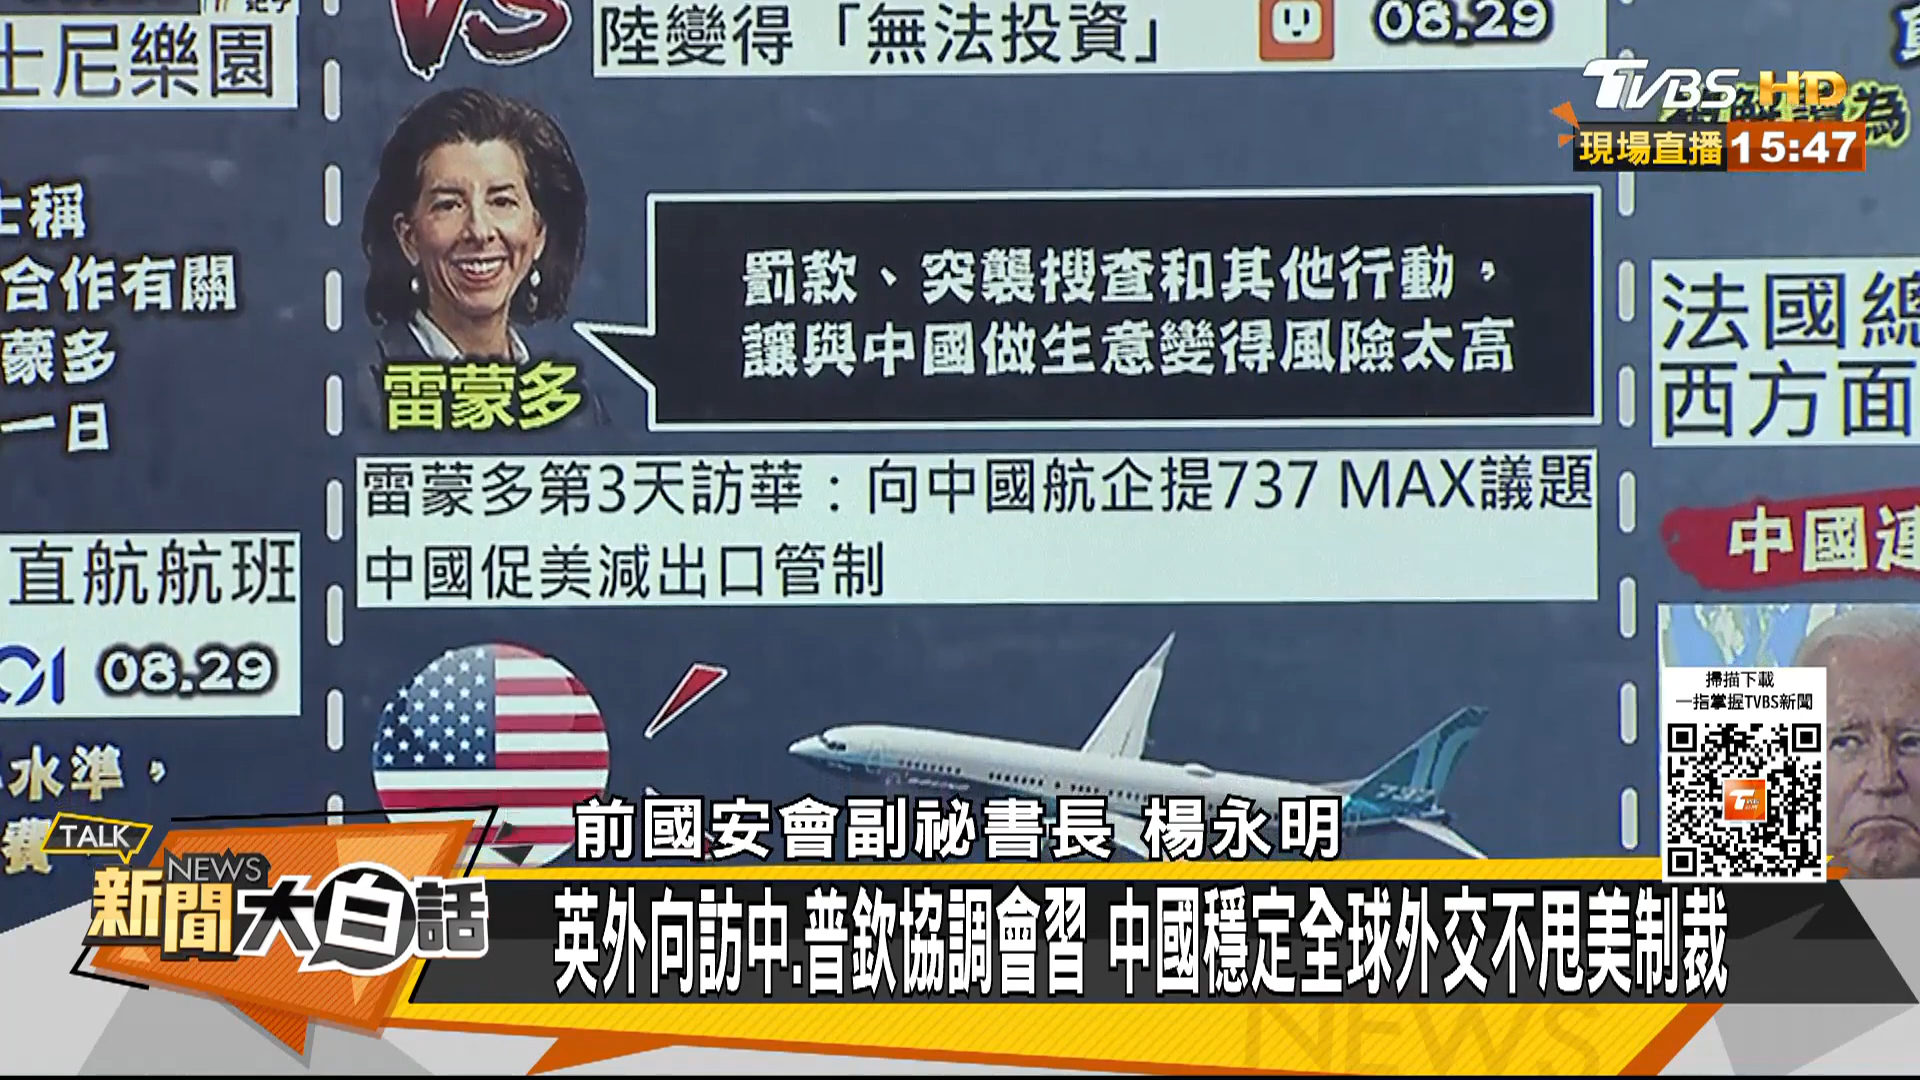 士尼樂園
士稱
合作有關
蒙多
一日
直航航班
08.29
水準，
費
VS
陸變得「無法投資」
08.29
罰款、突襲搜查和其他行動，
讓與中國做生意變得風險太高
雷蒙多
雷蒙多第3天訪華：向中國航企提737 MAX議題
中國促美減出口管制
為
法國總
西方面
中國連
TVBS HD
現場直播 15:47
掃描下載
一指掌握TVBS新聞
TALK
NEWS
新聞大白話
前國安會副祕書長 楊永明
英外向訪中.普欽協調會習 中國穩定全球外交不甩美制裁
NEWS